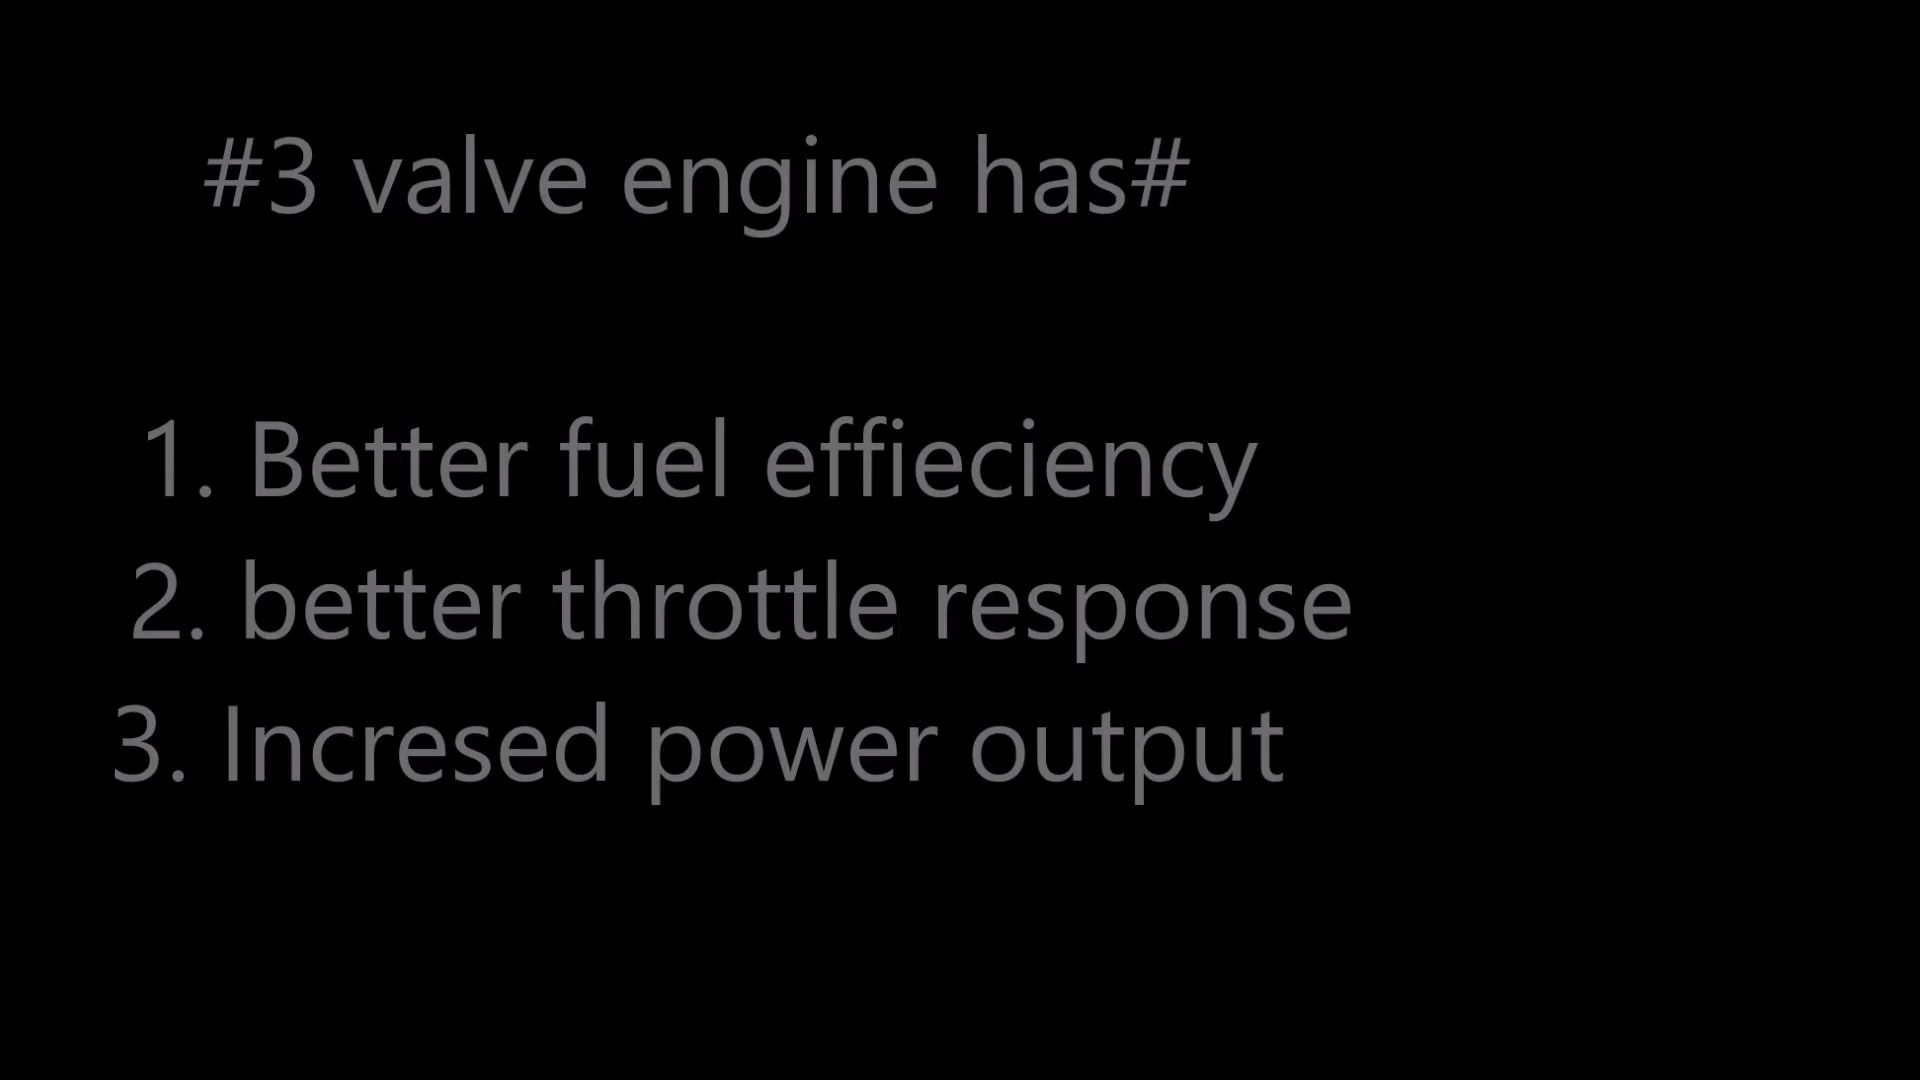 #3 valve engine has#
1. Better fuel effieciency
2. better throttle response
3. Incresed power output